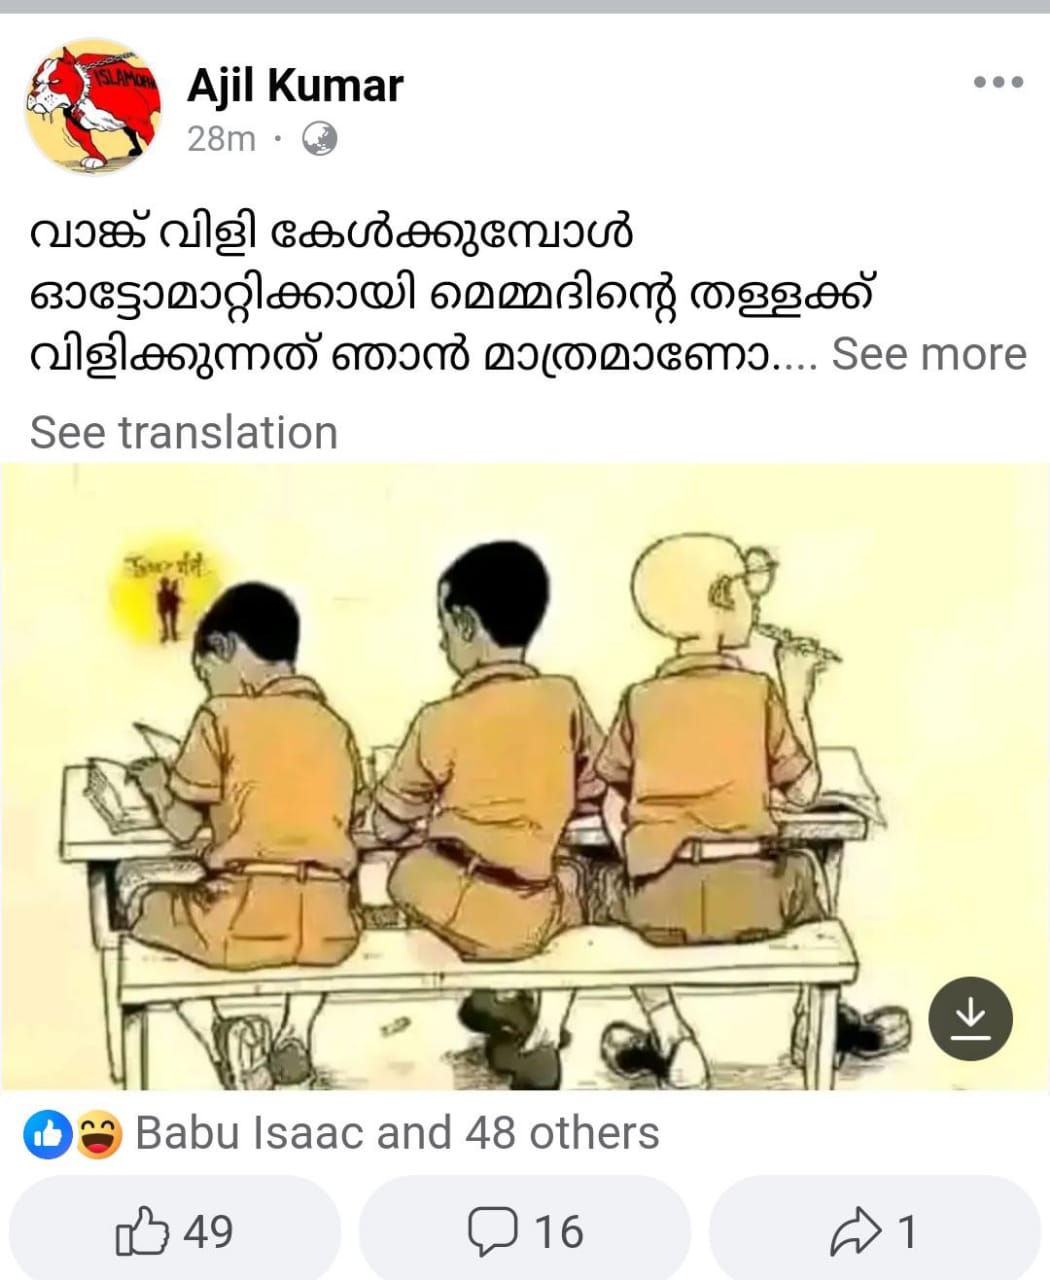 Ajil Kumar
28m ·
വാങ്ക് വിളി കേൾക്കുമ്പോൾ
ഓട്ടോമാറ്റിക്കായി മെമ്മദിന്റെ തള്ളക്ക്
വിളിക്കുന്നത് ഞാൻ മാത്രമാണോ.... See more
See translation
Babu Isaac and 48 others
49
16
1